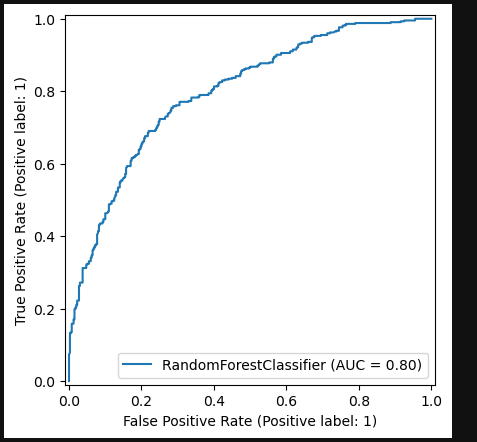 True Positive Rate (Positive label: 1)
1.0
0.8
0.6
0.4
0.2
0.0
RandomForestClassifier (AUC = 0.80)
0.0 0.2 0.4 0.6 0.8 1.0
False Positive Rate (Positive label: 1)